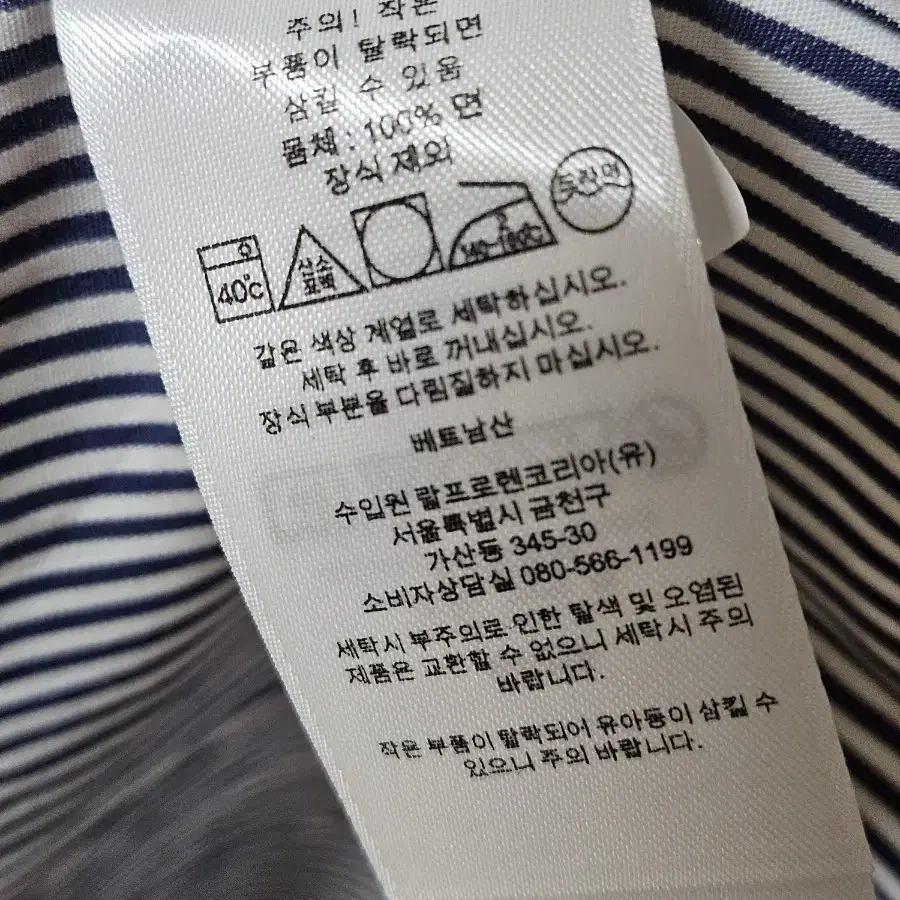 주의! 작은
부품이 탈락되면
삼킬 수 있음
몸체 : 100% 면
장식 제외
40°C
산소
표백
2
140~160°C
드라이
같은 색상 계열로 세탁하십시오.
세탁 후 바로 꺼내십시오.
장식 부분을 다림질하지 마십시오.
베트남산
수입원 랄프로렌코리아(유)
서울특별시 금천구
가산동 345-30
소비자상담실 080-566-1199
세탁시 부주의로 인한 탈색 및 오염된
제품은 교환할 수 없으니 세탁시 주의
바랍니다.
작은 부품이 탈락되어 유아동이 삼킬 수
있으니 주의 바랍니다.